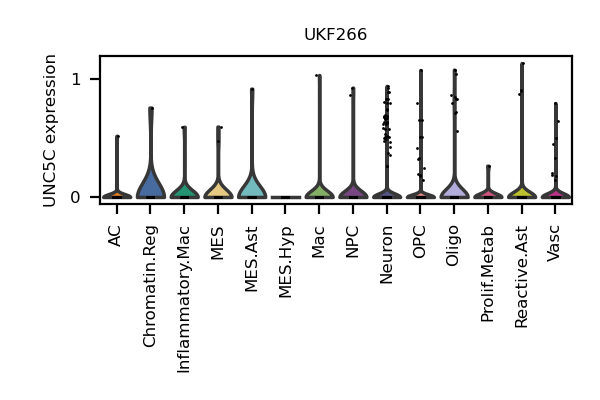 UKF266
UNC5C expression
1
0
AC
Chromatin.Reg
Inflammatory.Mac
MES
MES.Ast
MES.Hyp
Mac
NPC
Neuron
OPC
Oligo
Prolif.Metab
Reactive.Ast
Vasc